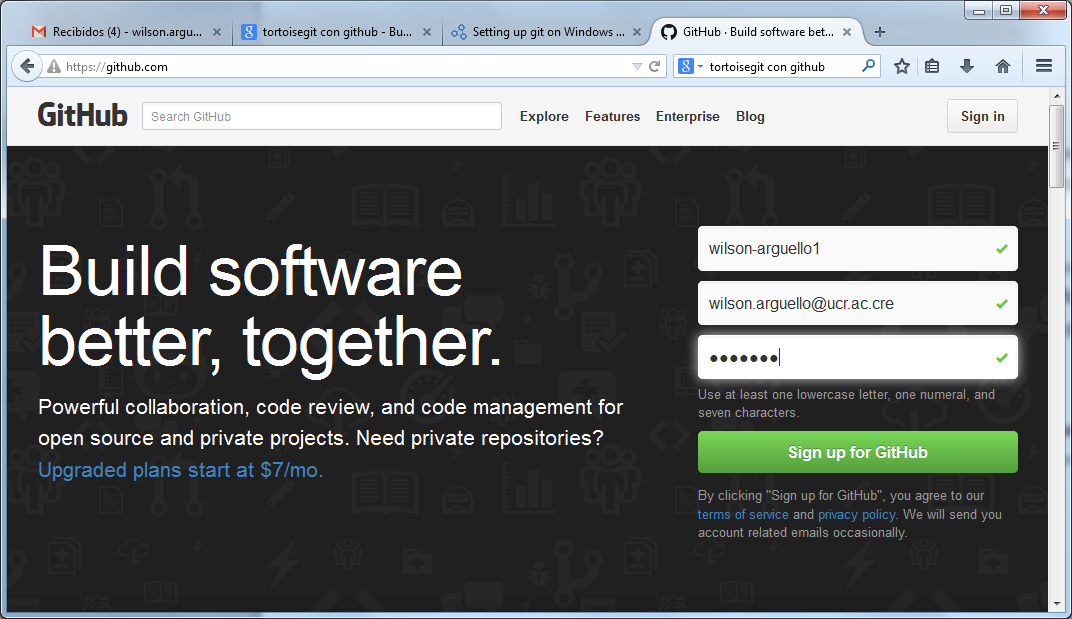 Recibidos (4) - wilson.argu...
tortoisegit con github - Bu...
Setting up git on Windows ...
GitHub · Build software bet...
https://github.com
tortoisegit con github
GitHub
Search GitHub
Explore
Features
Enterprise
Blog
Sign in
Build software
better, together.
Powerful collaboration, code review, and code management for
open source and private projects. Need private repositories?
Upgraded plans start at $7/mo.
wilson-arguello1
wilson.arguello@ucr.ac.cre
•••••••
Use at least one lowercase letter, one numeral, and
seven characters.
Sign up for GitHub
By clicking "Sign up for GitHub", you agree to our
terms of service and privacy policy. We will send you
account related emails occasionally.